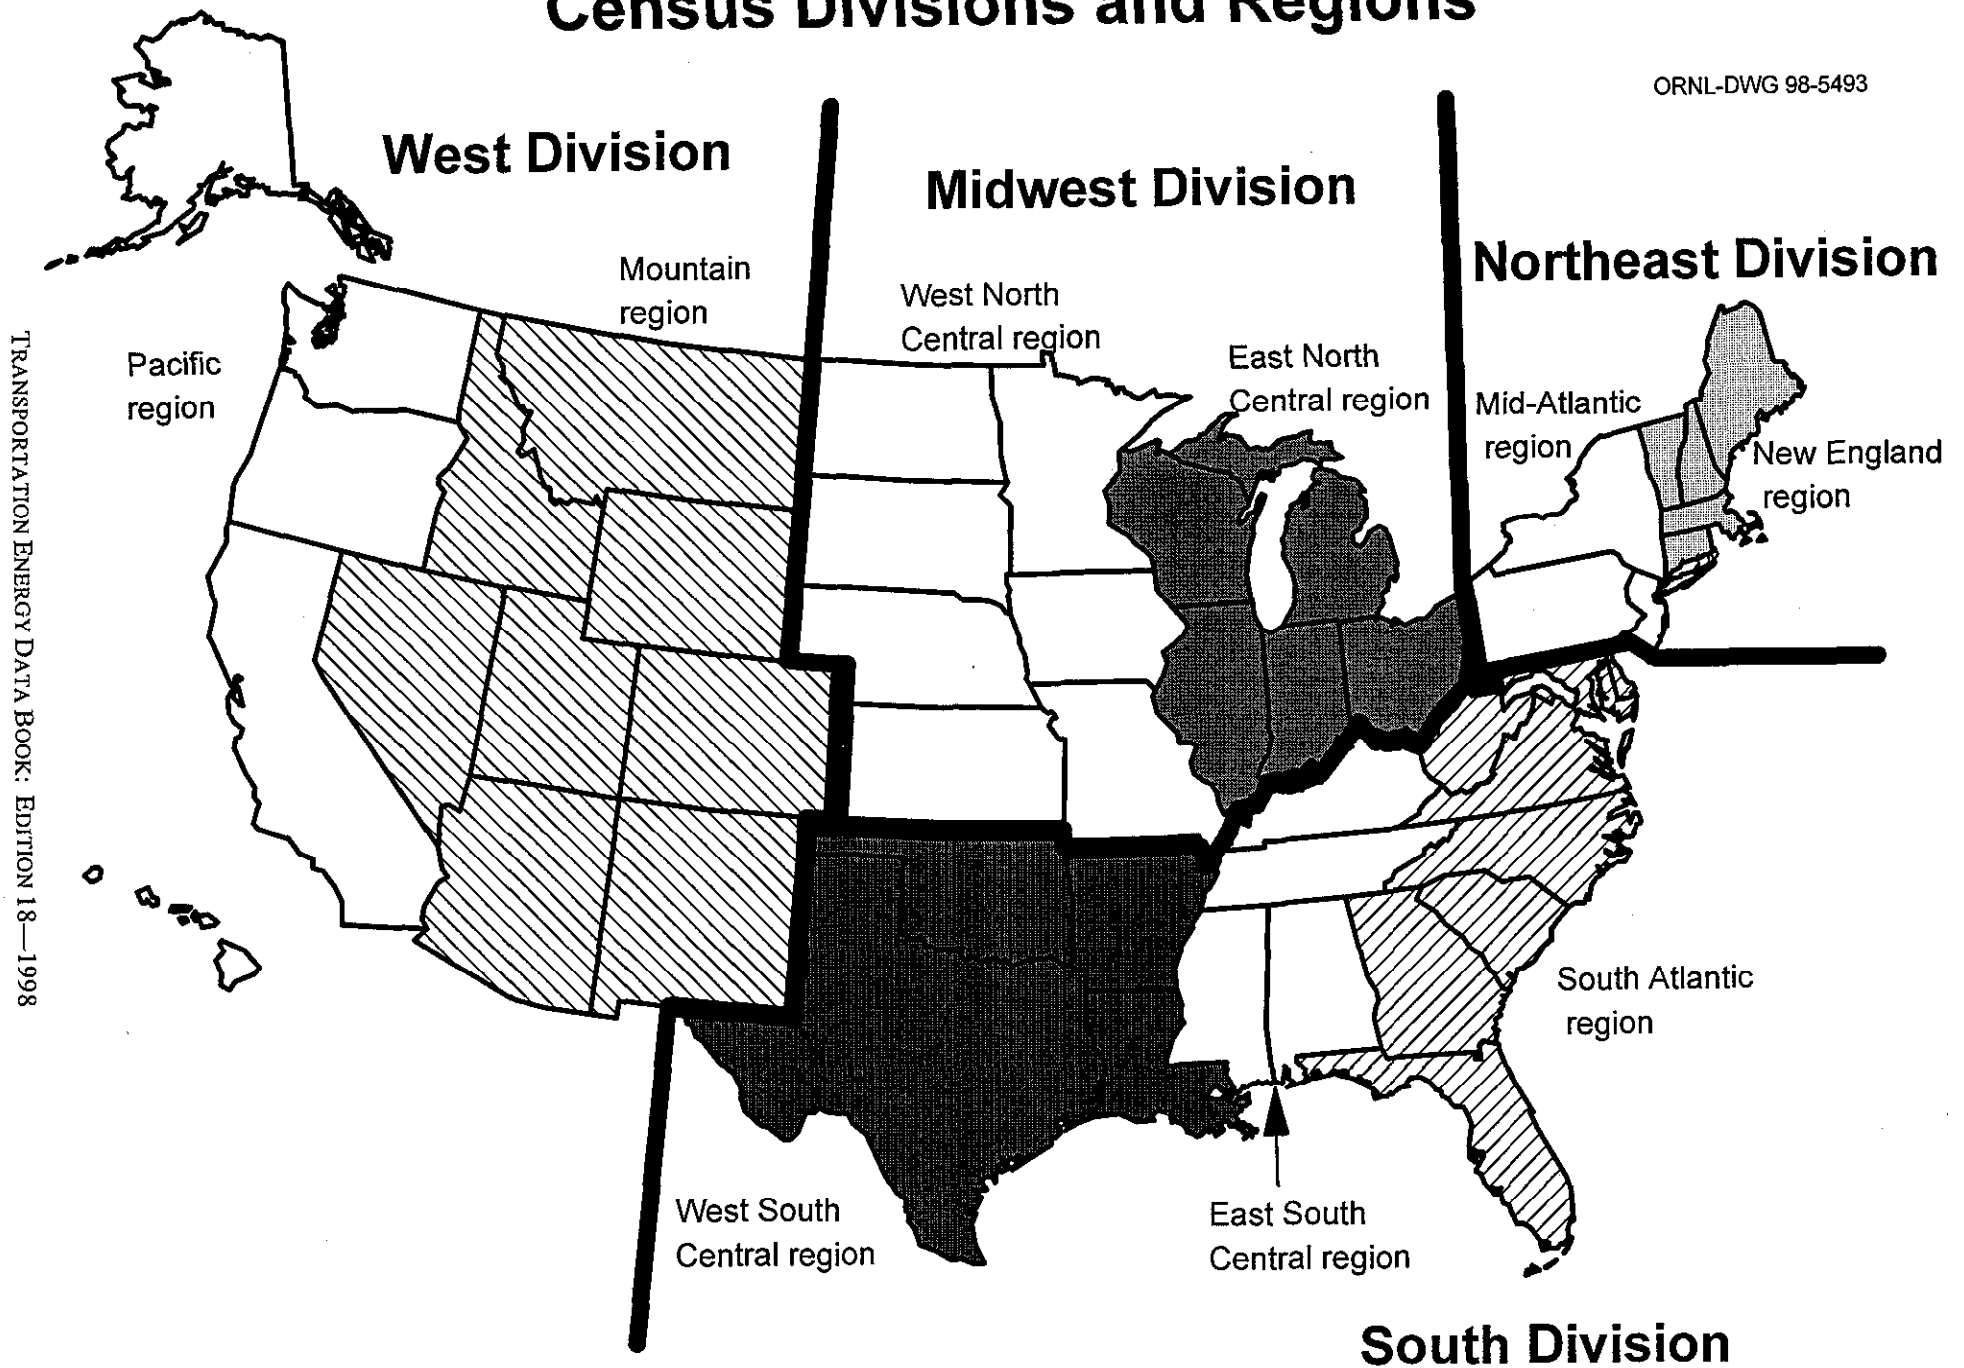 Census Divisions and Regions
ORNL-DWG 98-5493
West Division
Midwest Division
Northeast Division
Mountain
region
West North
Central region
East North
Central region
Pacific
region
Mid-Atlantic
region
New England
region
TRANSPORTATION ENERGY DATA BOOK: EDITION 18—1998
South Atlantic
region
West South
Central region
East South
Central region
South Division